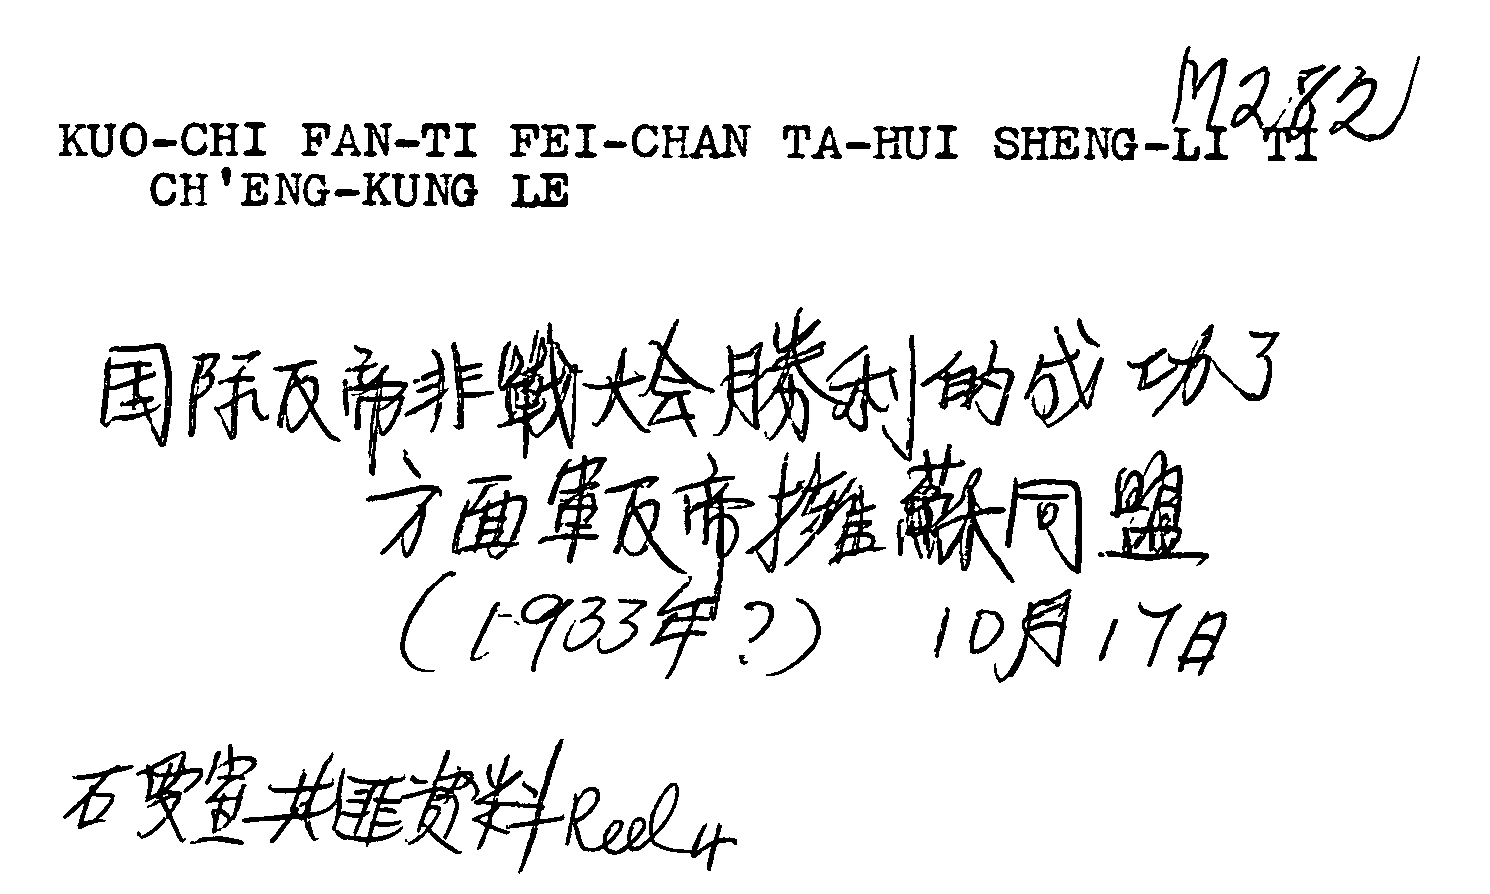 M282
KUO-CHI FAN-TI FEI-CHAN TA-HUI SHENG-LI TI
CH'ENG-KUNG LE
国际反帝非戰大会勝利的成功了
方面軍反帝擁蘇同盟
(1933年?) 10月17日
石叟室共匪资料 Reel 4